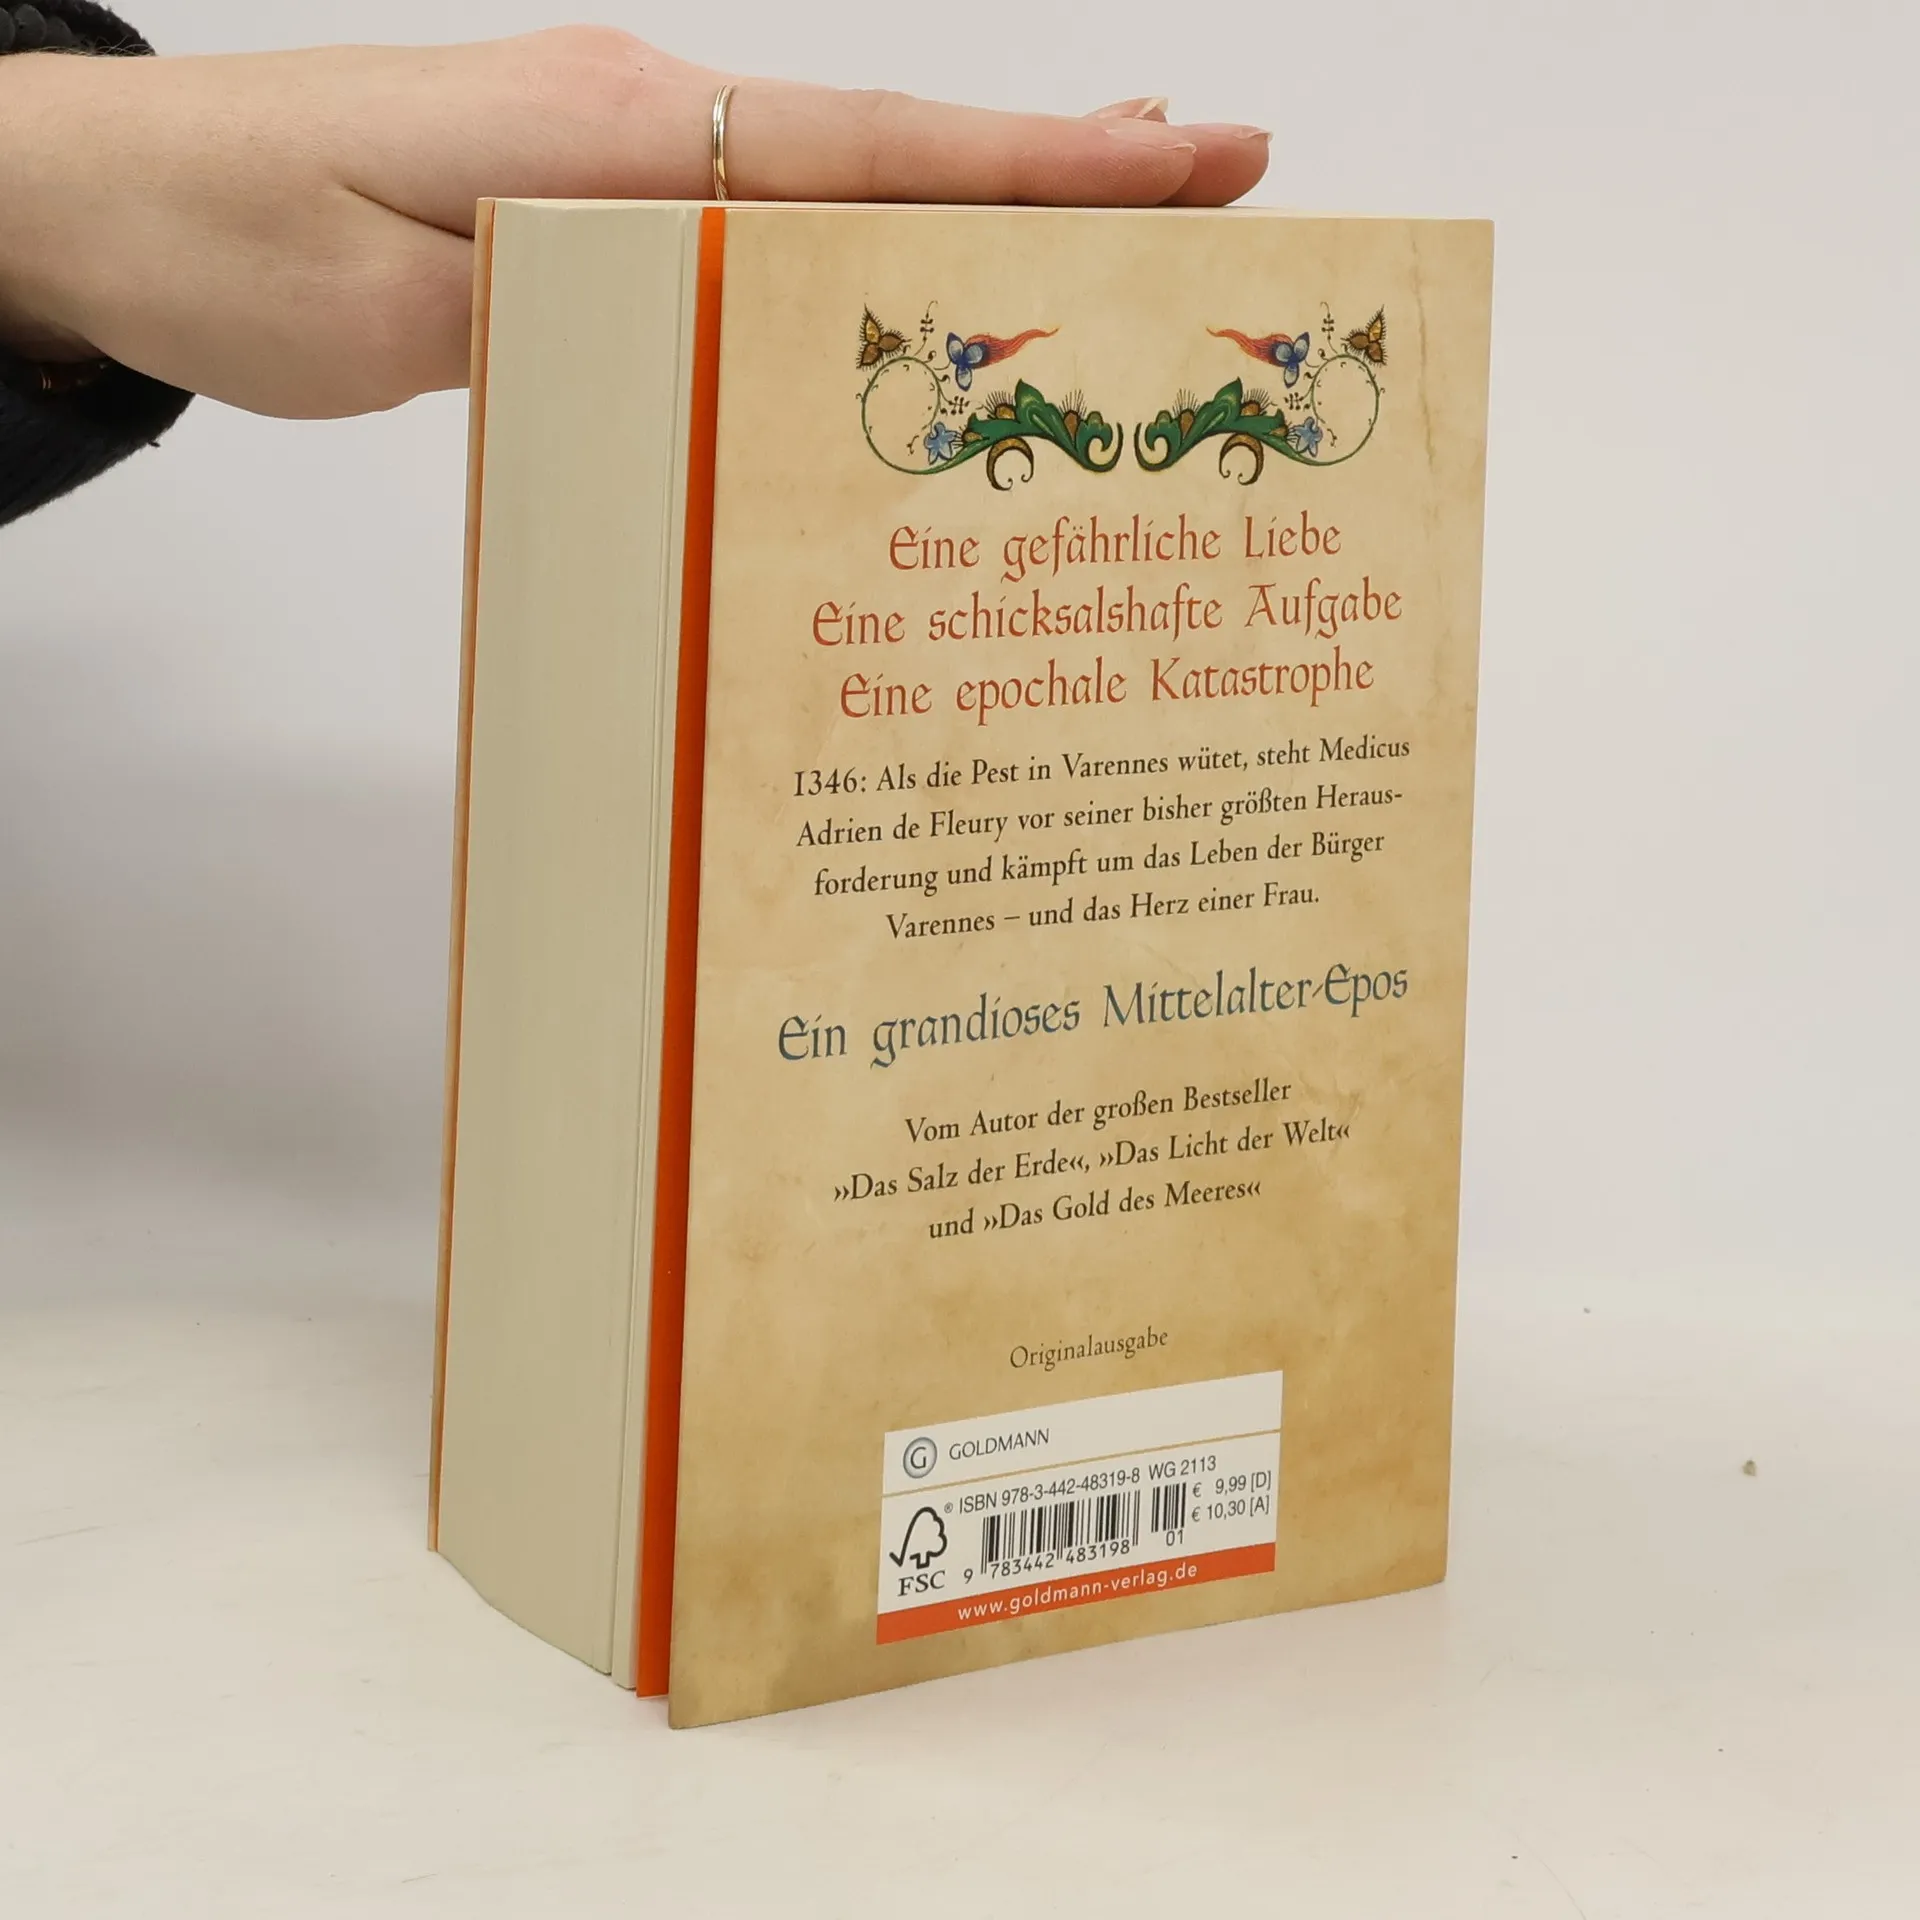 Eine gefährliche Liebe
Eine schicksalshafte Aufgabe
Eine epochale Katastrophe
1346: Als die Pest in Varennes wütet, steht Medicus
Adrien de Fleury vor seiner bisher größten Heraus-
forderung und kämpft um das Leben der Bürger
Varennes – und das Herz einer Frau.
Ein grandioses Mittelalter-Epos
Vom Autor der großen Bestseller
»Das Salz der Erde«, »Das Licht der Welt«
und »Das Gold des Meeres«
Originalausgabe
G GOLDMANN
® ISBN 978-3-442-48319-8 WG 2113
€ 9,99 [D]
€ 10,30 [A]
FSC
9 783442 483198 01
www.goldmann-verlag.de